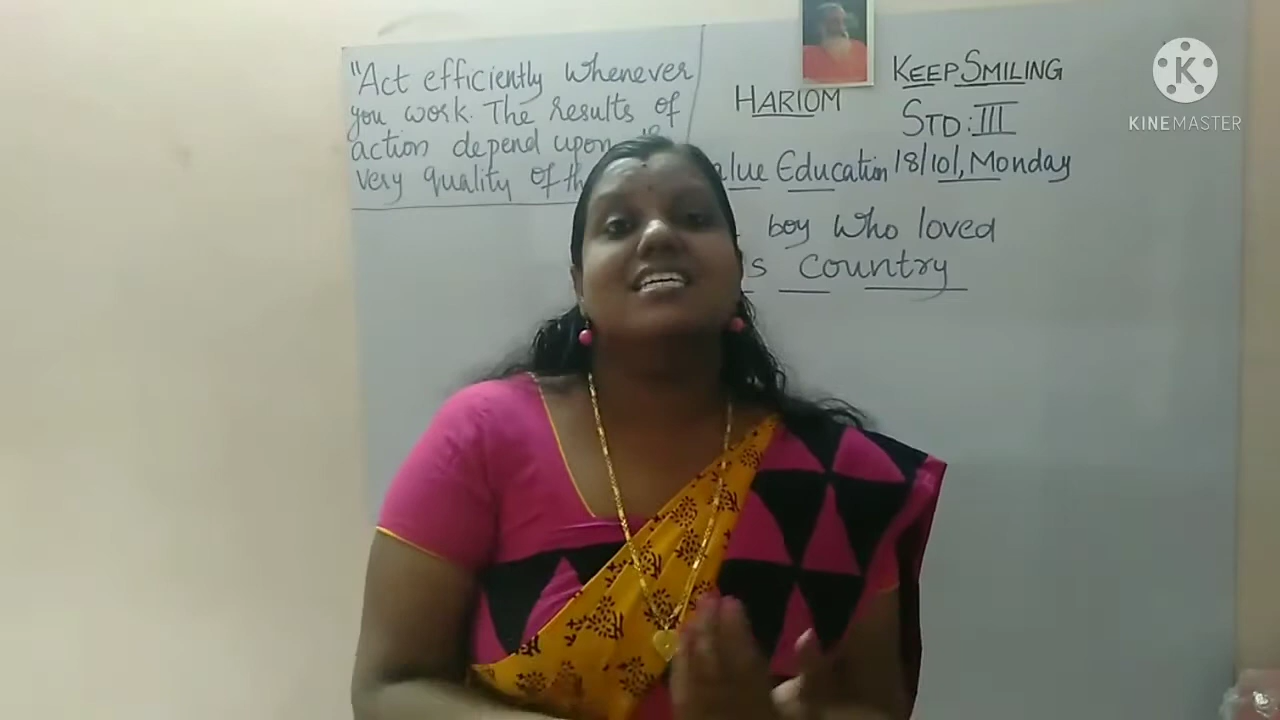 "Act efficiently whenever
you work. The results of
action depend upon
very quality of
HARIOM
KEEP SMILING
STD: III
Education 18/10/, Monday
boy who loved
country
KINEMASTER